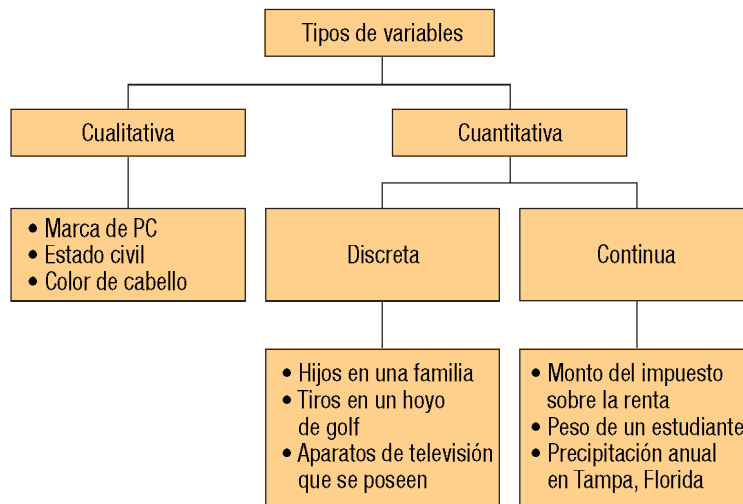 Tipos de variables
Cualitativa
Cuantitativa
• Marca de PC
• Estado civil
• Color de cabello
Discreta
Continua
• Hijos en una familia
• Tiros en un hoyo
de golf
• Aparatos de televisión
que se poseen
• Monto del impuesto
sobre la renta
• Peso de un estudiante
• Precipitación anual
en Tampa, Florida